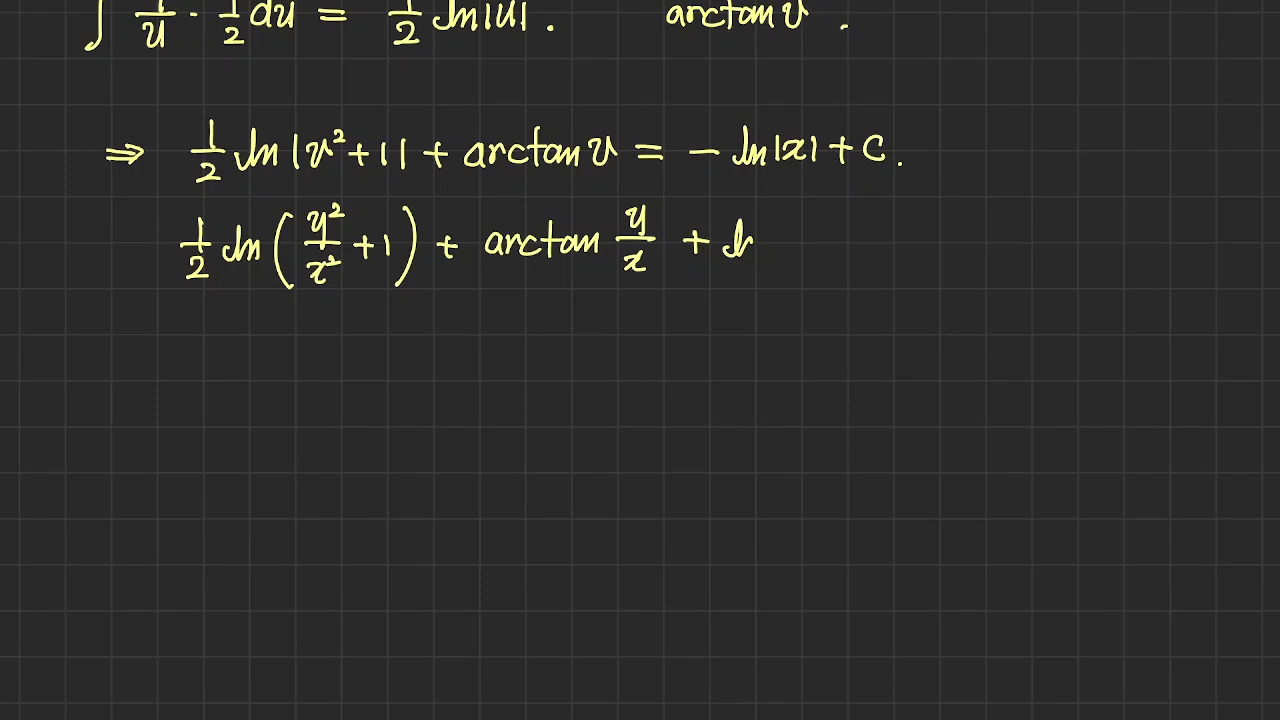 ∫ 1/u · 1/2 du = 1/2 ln|u|. arctan v.
⇒ 1/2 ln|v²+1| + arctan v = - ln|x| + C.
1/2 ln(y²/x² + 1) + arctan y/x + ln